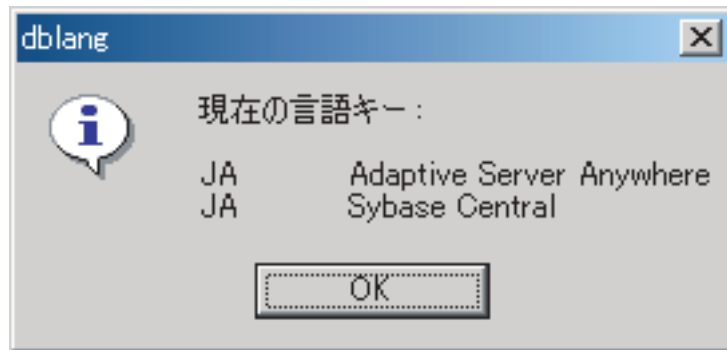 dblang
現在の言語キー:
JA Adaptive Server Anywhere
JA Sybase Central
OK